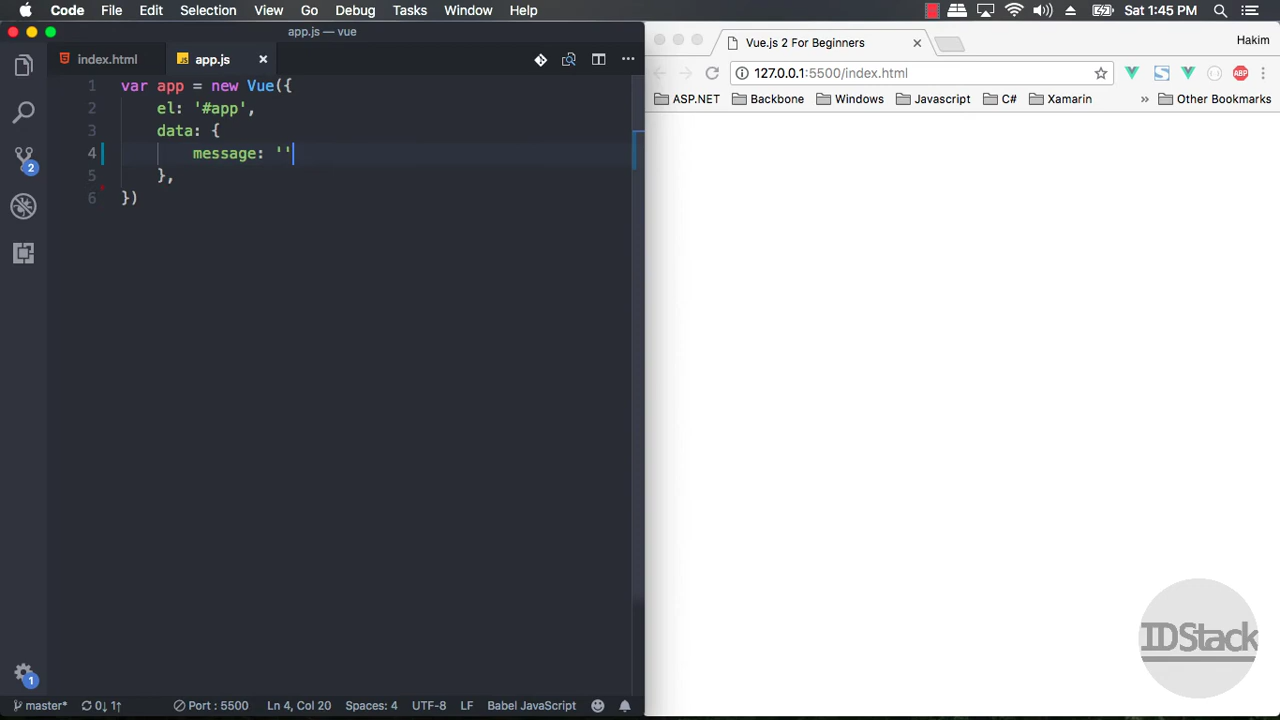 Code File Edit Selection View Go Debug Tasks Window Help Sat 1:45 PM
app.js — vue
index.html app.js
1 var app = new Vue({
2 el: '#app',
3 data: {
4 message: ''
5 },
6 })
2
1
master* 0↓ 1↑ Port : 5500 Ln 4, Col 20 Spaces: 4 UTF-8 LF Babel JavaScript
Vue.js 2 For Beginners Hakim
127.0.0.1:5500/index.html ABP
ASP.NET Backbone Windows Javascript C# Xamarin » Other Bookmarks
IDStack